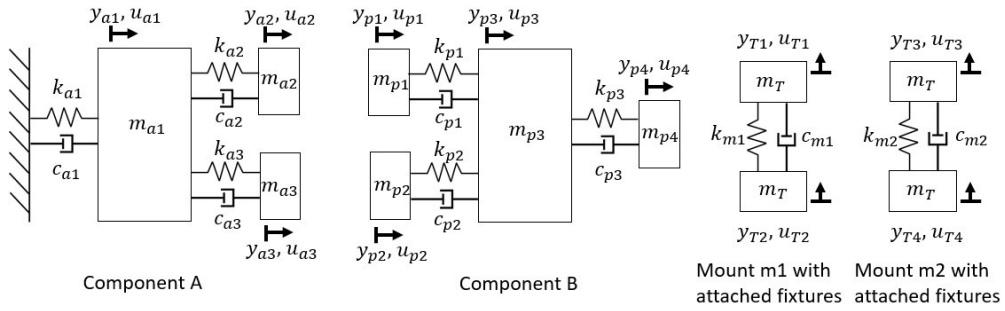 y_{a1}, u_{a1}
y_{a2}, u_{a2}
k_{a2}
k_{a1}
m_{a2}
m_{a1}
c_{a2}
k_{a3}
c_{a1}
m_{a3}
c_{a3}
y_{a3}, u_{a3}
Component A
y_{p1}, u_{p1}
y_{p3}, u_{p3}
k_{p1}
m_{p1}
y_{p4}, u_{p4}
k_{p3}
c_{p1}
m_{p3}
m_{p4}
k_{p2}
c_{p3}
m_{p2}
c_{p2}
y_{p2}, u_{p2}
Component B
y_{T1}, u_{T1}
m_T
k_{m1}
c_{m1}
m_T
y_{T2}, u_{T2}
Mount m1 with
attached fixtures
y_{T3}, u_{T3}
m_T
k_{m2}
c_{m2}
m_T
y_{T4}, u_{T4}
Mount m2 with
attached fixtures